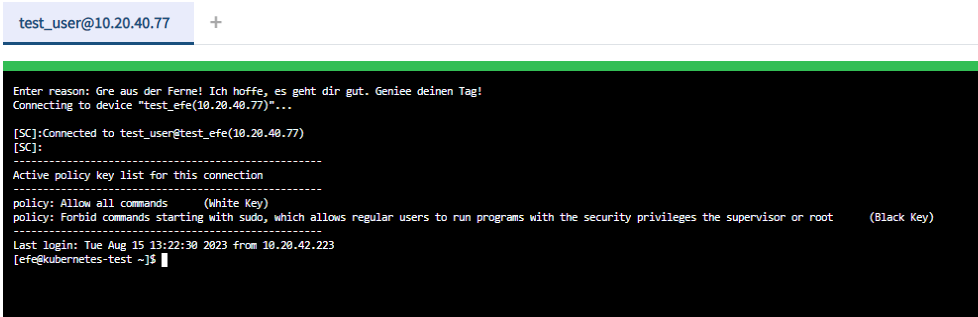 test_user@10.20.40.77 +
Enter reason: Gre aus der Ferne! Ich hoffe, es geht dir gut. Geniee deinen Tag!
Connecting to device "test_efe(10.20.40.77)"...
[SC]:Connected to test_user@test_efe(10.20.40.77)
[SC]:
----------------------------------------------------
Active policy key list for this connection
----------------------------------------------------
policy: Allow all commands (White Key)
policy: Forbid commands starting with sudo, which allows regular users to run programs with the security privileges the supervisor or root (Black Key)
----------------------------------------------------
Last login: Tue Aug 15 13:22:30 2023 from 10.20.42.223
[efe@kubernetes-test ~]$